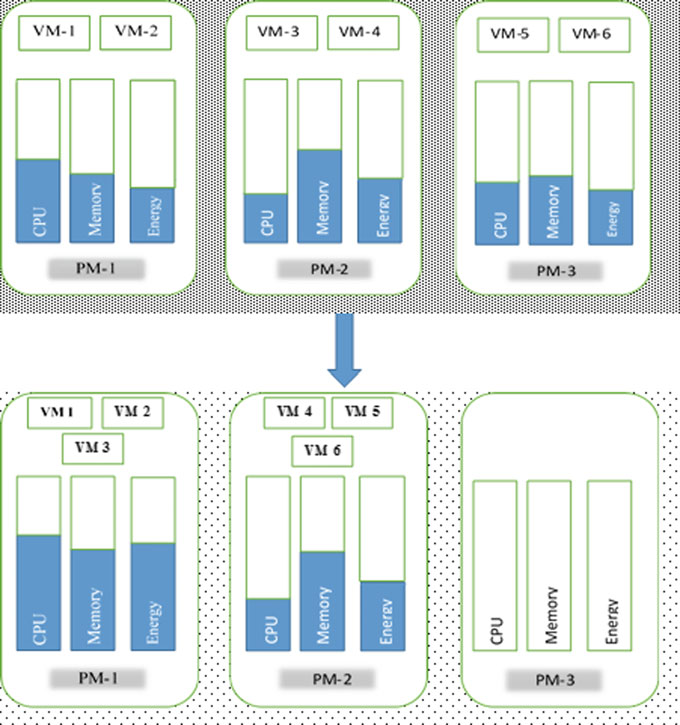 VM-1 VM-2
VM-3 VM-4
VM-5 VM-6
CPU Memory Energy
CPU Memory Energy
CPU Memory Energy
PM-1
PM-2
PM-3
VM1 VM 2
VM 3
VM 4 VM 5
VM 6
CPU Memory Energy
CPU Memory Energy
CPU Memory Energy
PM-1
PM-2
PM-3